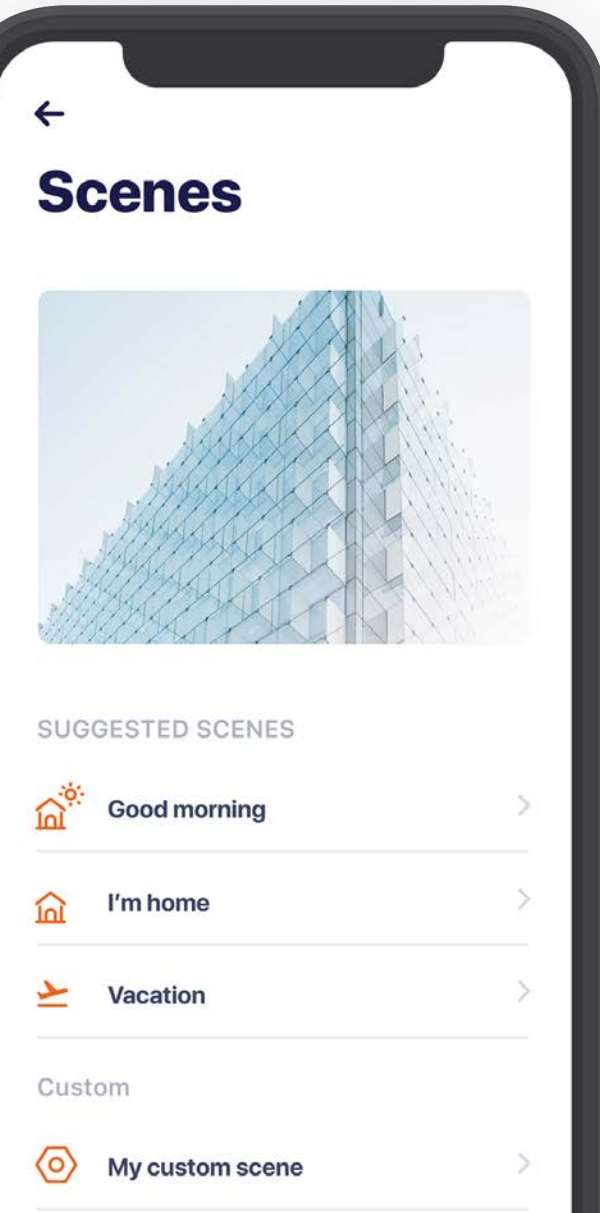 Scenes
SUGGESTED SCENES
Good morning
I'm home
Vacation
Custom
My custom scene